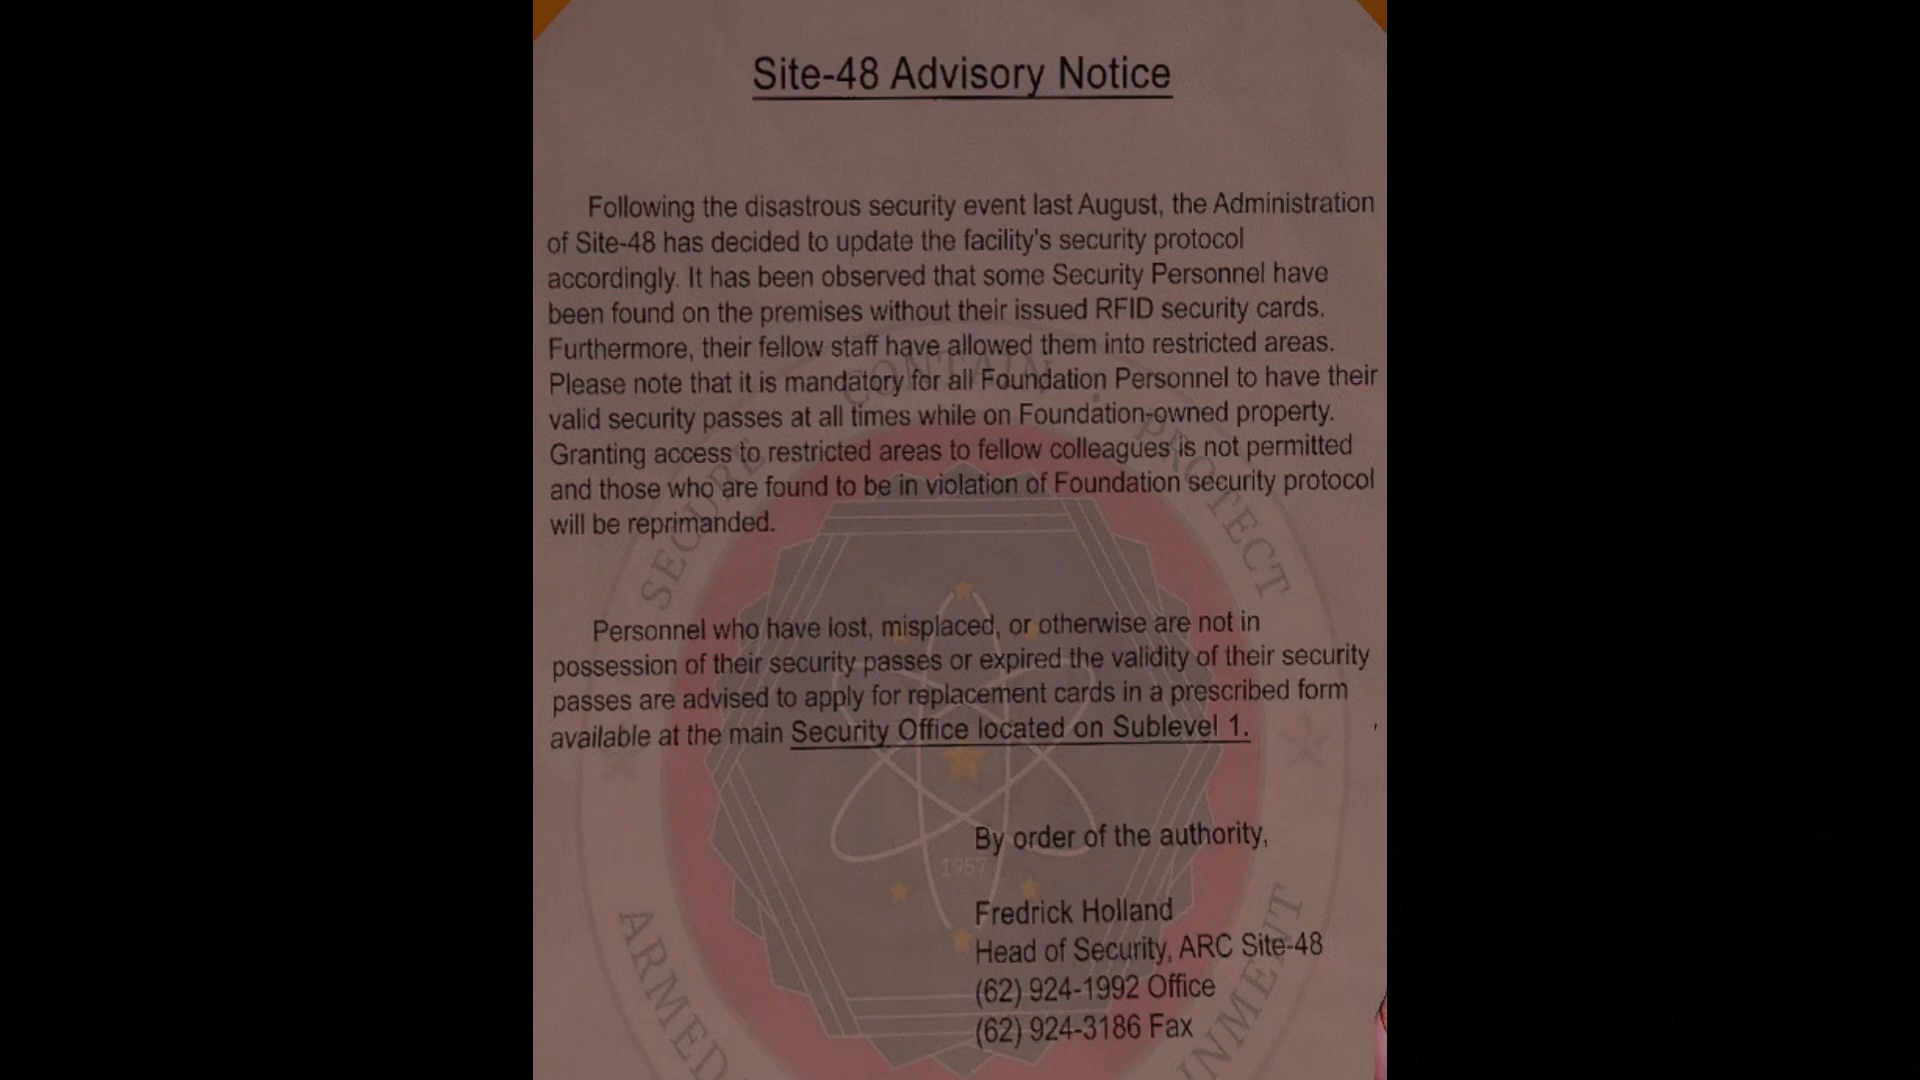 Site-48 Advisory Notice
Following the disastrous security event last August, the Administration
of Site-48 has decided to update the facility's security protocol
accordingly. It has been observed that some Security Personnel have
been found on the premises without their issued RFID security cards.
Furthermore, their fellow staff have allowed them into restricted areas.
Please note that it is mandatory for all Foundation Personnel to have their
valid security passes at all times while on Foundation-owned property.
Granting access to restricted areas to fellow colleagues is not permitted
and those who are found to be in violation of Foundation security protocol
will be reprimanded.
Personnel who have lost, misplaced, or otherwise are not in
possession of their security passes or expired the validity of their security
passes are advised to apply for replacement cards in a prescribed form
available at the main Security Office located on Sublevel 1.
By order of the authority,
Fredrick Holland
Head of Security, ARC Site-48
(62) 924-1992 Office
(62) 924-3186 Fax
SECURE CONTAIN . PROTECT
1957
ARMED